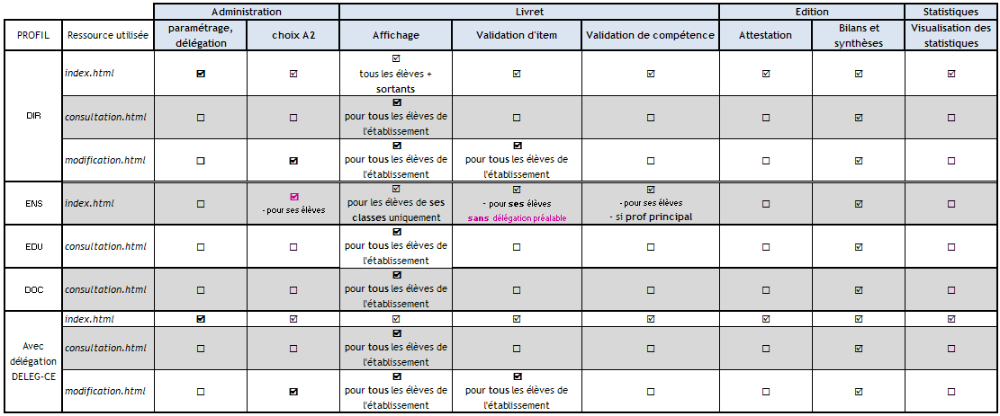 Administration Livret Edition Statistiques
PROFIL Ressource utilisée paramétrage, délégation choix A2 Affichage Validation d'item Validation de compétence Attestation Bilans et synthèses Visualisation des statistiques
DIR
index.html ☑ ☑ ☑ tous les élèves + sortants ☑ ☑ ☑ ☑ ☑
consultation.html ☐ ☐ ☑ pour tous les élèves de l'établissement ☐ ☐ ☐ ☑ ☐
modification.html ☐ ☑ ☑ pour tous les élèves de l'établissement ☑ pour tous les élèves de l'établissement ☐ ☐ ☑ ☐
ENS index.html ☐ ☑ - pour ses élèves ☑ pour les élèves de ses classes uniquement ☑ - pour ses élèves sans délégation préalable ☑ - pour ses élèves - si prof principal ☐ ☑ ☐
EDU consultation.html ☐ ☐ ☑ pour tous les élèves de l'établissement ☐ ☐ ☐ ☑ ☐
DOC consultation.html ☐ ☐ ☑ pour tous les élèves de l'établissement ☐ ☐ ☐ ☑ ☐
Avec délégation DELEG-CE
index.html ☑ ☑ ☑ ☑ ☑ ☑ ☑ ☑
consultation.html ☐ ☐ ☑ pour tous les élèves de l'établissement ☐ ☐ ☐ ☑ ☐
modification.html ☐ ☑ ☑ pour tous les élèves de l'établissement ☑ pour tous les élèves de l'établissement ☐ ☐ ☑ ☐